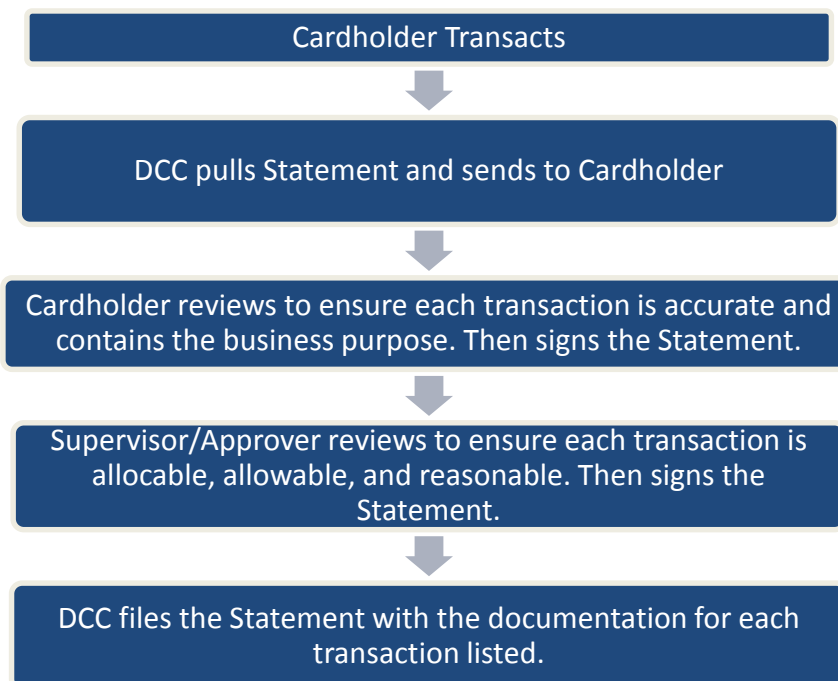 Cardholder Transacts
DCC pulls Statement and sends to Cardholder
Cardholder reviews to ensure each transaction is accurate and
contains the business purpose. Then signs the Statement.
Supervisor/Approver reviews to ensure each transaction is
allocable, allowable, and reasonable. Then signs the
Statement.
DCC files the Statement with the documentation for each
transaction listed.